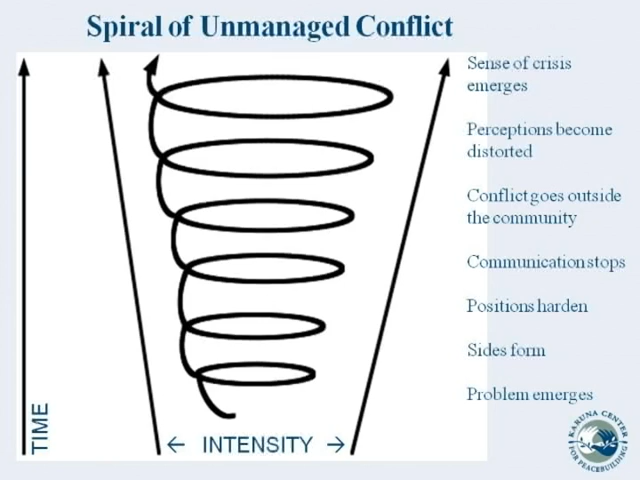 Spiral of Unmanaged Conflict
Sense of crisis
emerges
Perceptions become
distorted
Conflict goes outside
the community
Communication stops
Positions harden
Sides form
Problem emerges
TIME
← INTENSITY →
KARUNA CENTER
FOR PEACEBUILDING